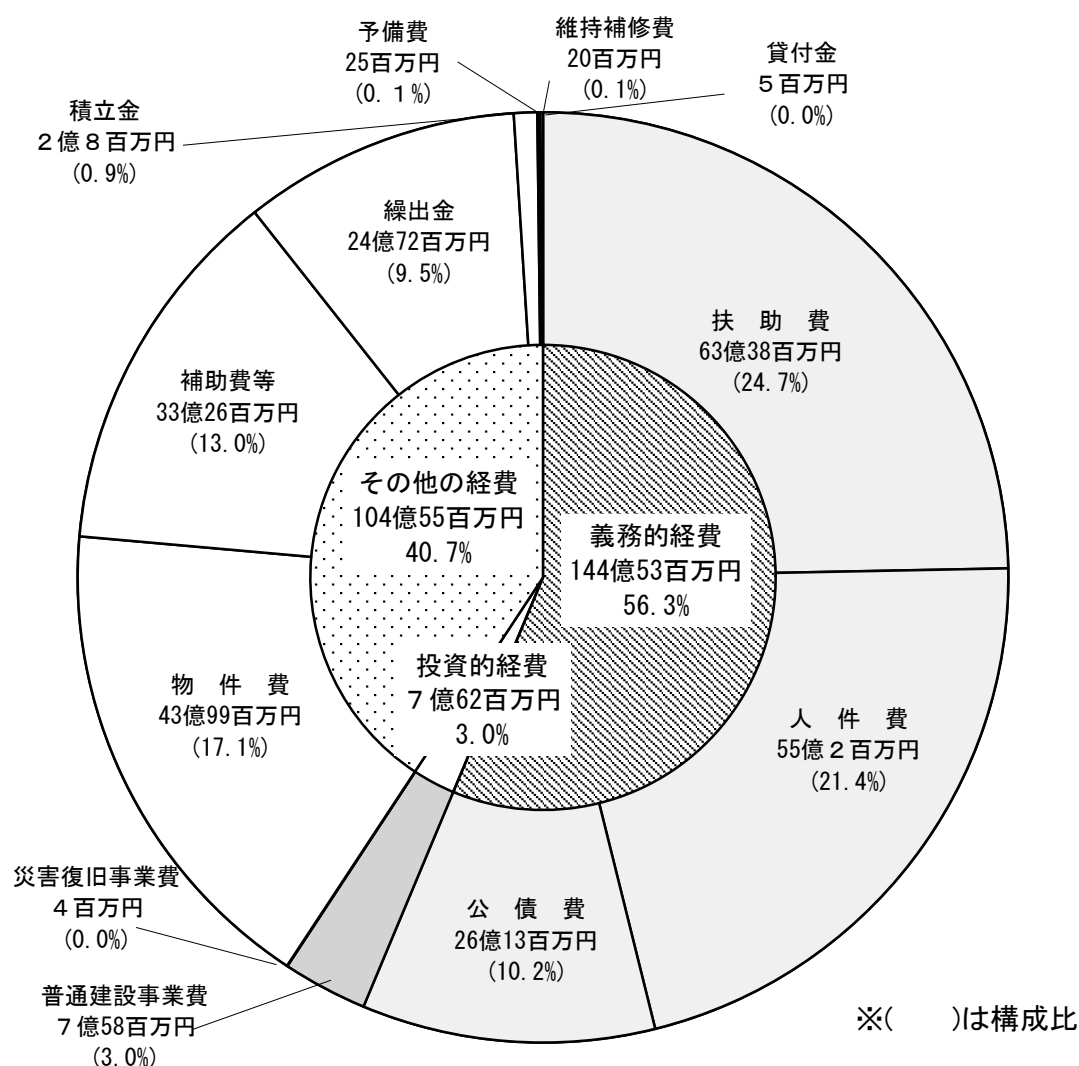 予備費
25百万円
(0.1%)
維持補修費
20百万円
(0.1%)
貸付金
5百万円
(0.0%)
積立金
2億8百万円
(0.9%)
繰出金
24億72百万円
(9.5%)
扶 助 費
63億38百万円
(24.7%)
補助費等
33億26百万円
(13.0%)
その他の経費
104億55百万円
40.7%
義務的経費
144億53百万円
56.3%
投資的経費
7億62百万円
3.0%
物 件 費
43億99百万円
(17.1%)
人 件 費
55億2百万円
(21.4%)
災害復旧事業費
4百万円
(0.0%)
公 債 費
26億13百万円
(10.2%)
普通建設事業費
7億58百万円
(3.0%)
※( )は構成比